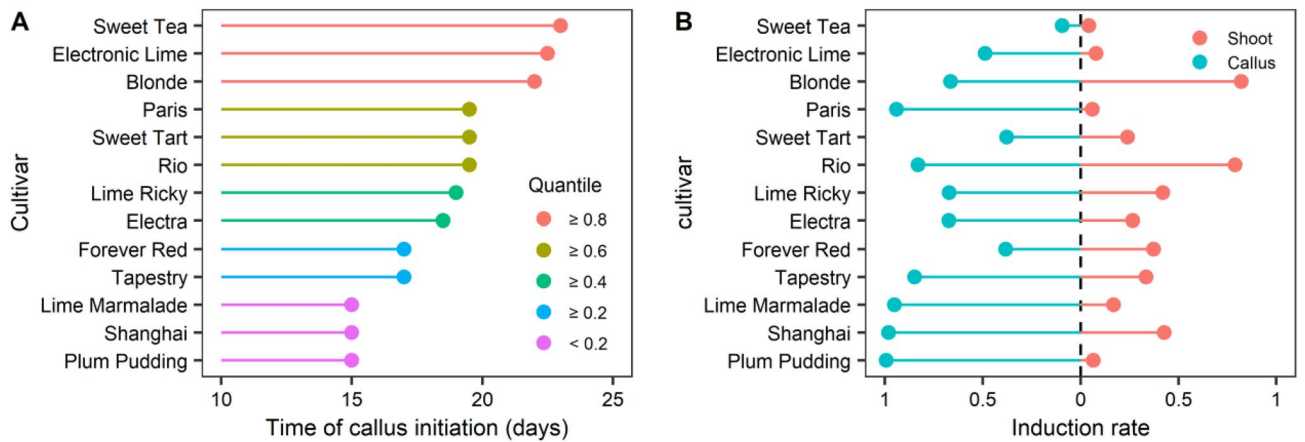 A
Cultivar
Sweet Tea
Electronic Lime
Blonde
Paris
Sweet Tart
Rio
Lime Ricky
Electra
Forever Red
Tapestry
Lime Marmalade
Shanghai
Plum Pudding
Quantile
≥ 0.8
≥ 0.6
≥ 0.4
≥ 0.2
< 0.2
10 15 20 25
Time of callus initiation (days)
B
cultivar
Sweet Tea
Electronic Lime
Blonde
Paris
Sweet Tart
Rio
Lime Ricky
Electra
Forever Red
Tapestry
Lime Marmalade
Shanghai
Plum Pudding
Shoot
Callus
1 0.5 0 0.5 1
Induction rate